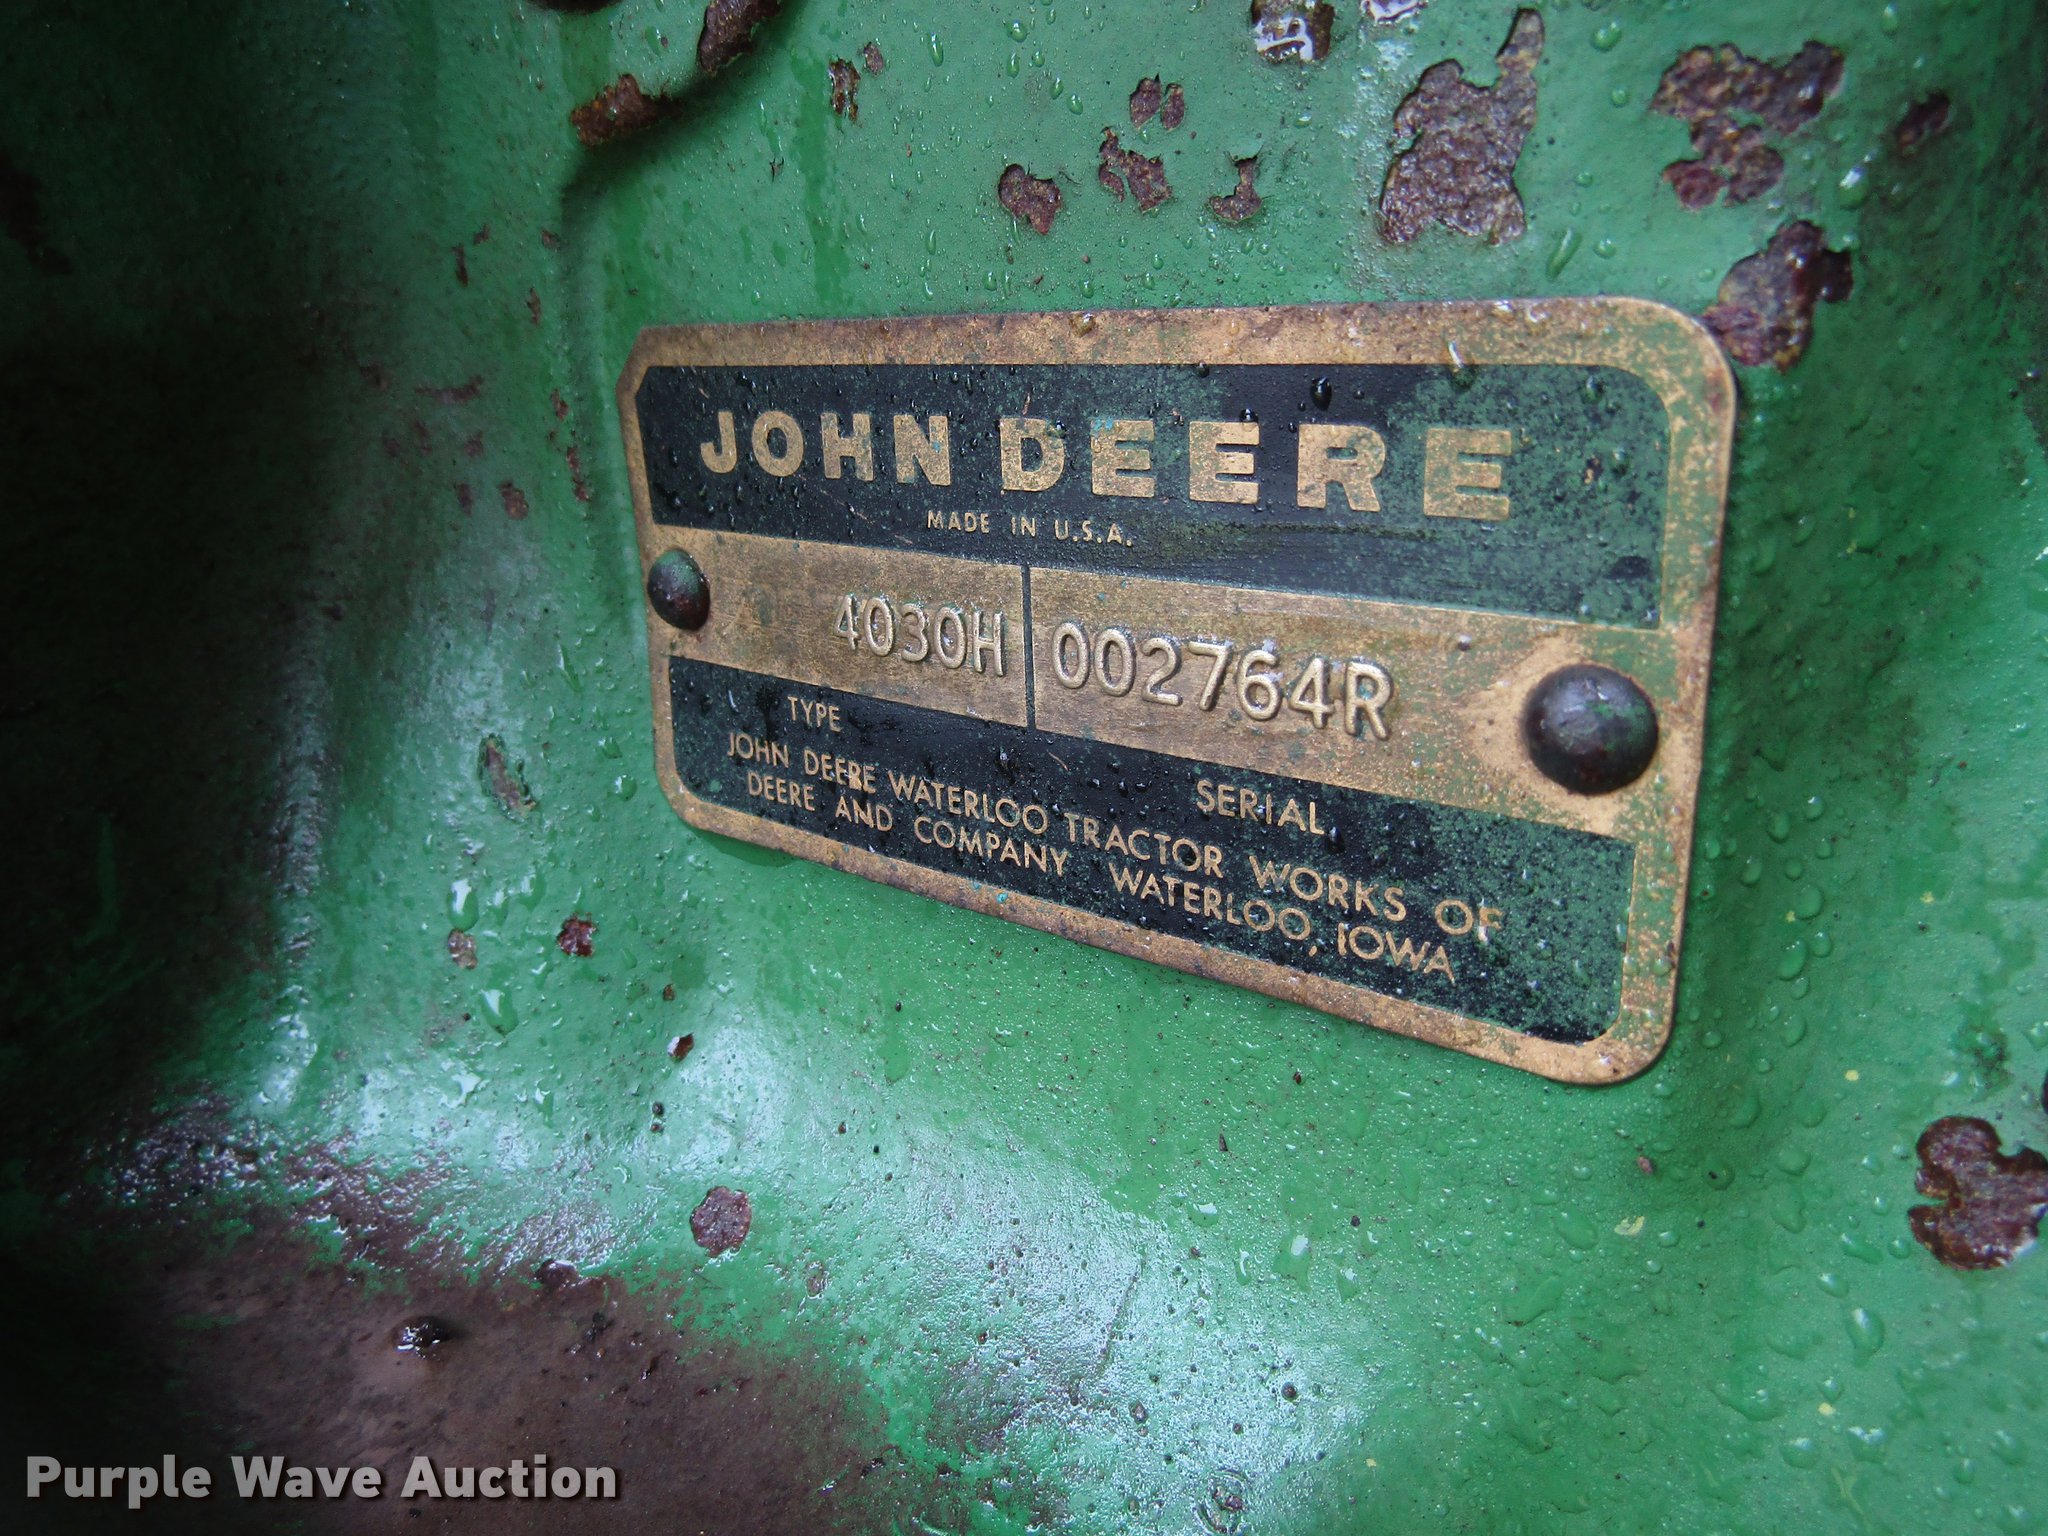 JOHN DEERE
MADE IN U.S.A.
4030H 002764R
TYPE SERIAL
JOHN DEERE WATERLOO TRACTOR WORKS OF
DEERE AND COMPANY WATERLOO, IOWA
Purple Wave Auction